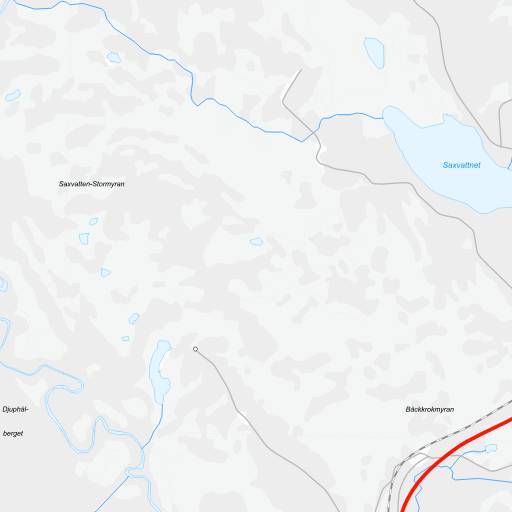 Saxvattnet
Saxvatten-Stormyran
Djuphäl-
berget
Bäckkrokmyran